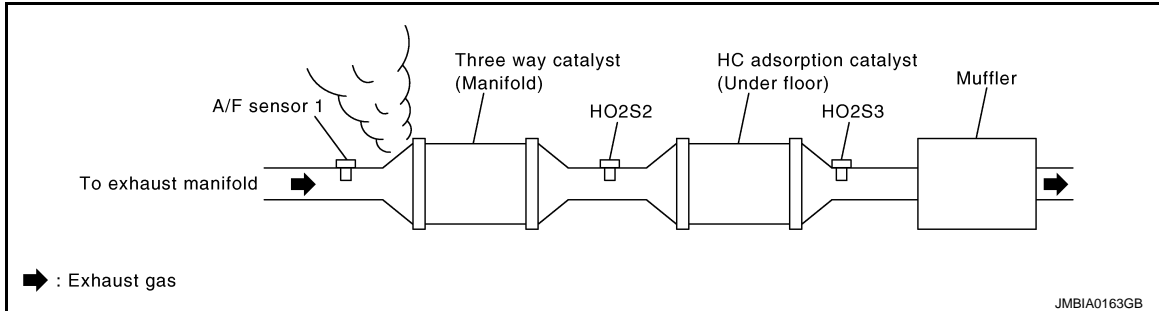 Three way catalyst
(Manifold)
HC adsorption catalyst
(Under floor)
Muffler
A/F sensor 1
HO2S2
HO2S3
To exhaust manifold
: Exhaust gas
JMBIA0163GB